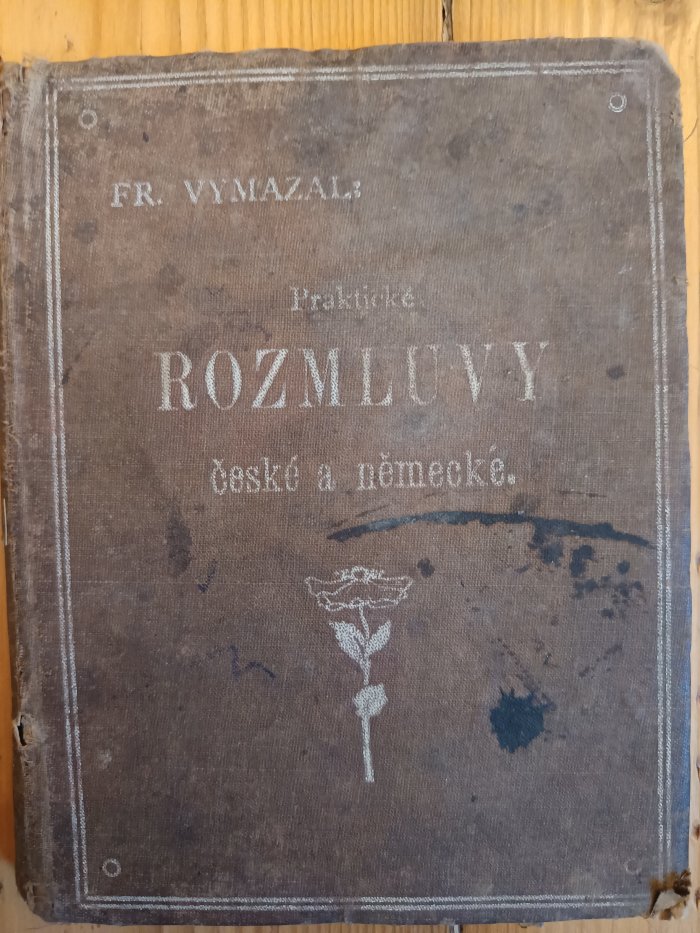 FR. VYMAZAL:
Praktické
ROZMLUVY
české a německé.